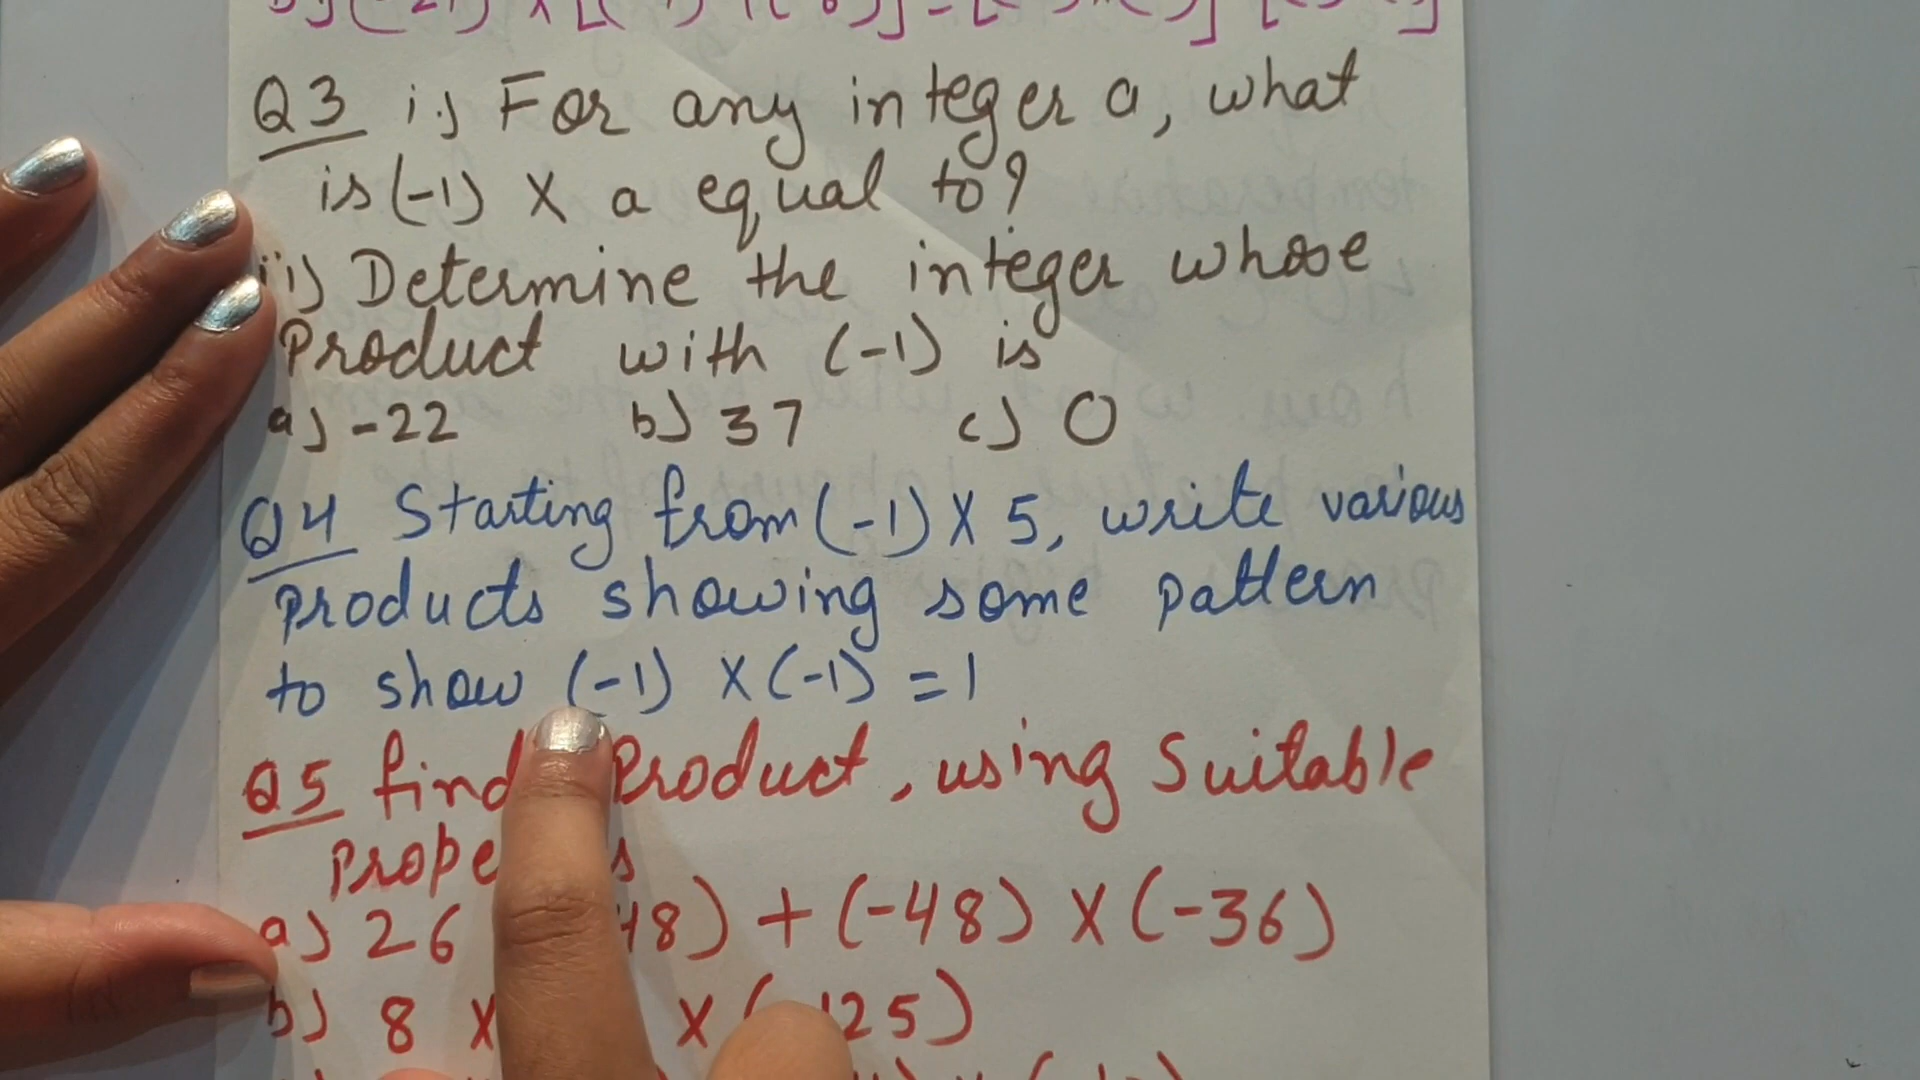 Q3 i) For any integer a, what
is (-1) X a equal to?
ii) Determine the integer whose
Product with (-1) is
a) -22 b) 37 c) 0
Q4 Starting from (-1) X 5, write various
products showing some pattern
to show (-1) X (-1) = 1
Q5 find Product, using Suitable
a) 26 48) + (-48) X (-36)
b) 8 X X ( 125)